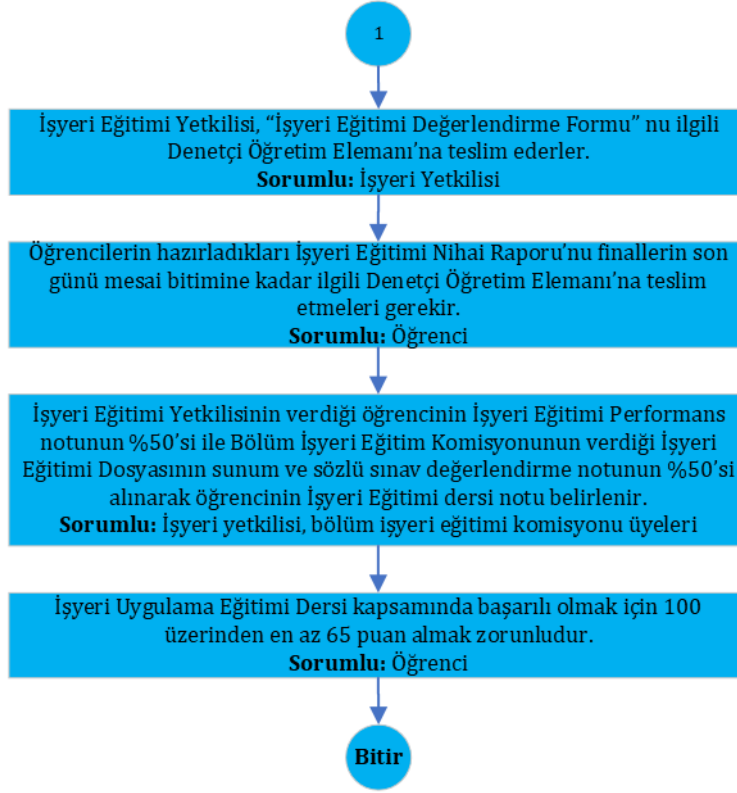 1
İşyeri Eğitimi Yetkilisi, “İşyeri Eğitimi Değerlendirme Formu” nu ilgili
Denetçi Öğretim Elemanı’na teslim ederler.
Sorumlu: İşyeri Yetkilisi
Öğrencilerin hazırladıkları İşyeri Eğitimi Nihai Raporu’nu finallerin son
günü mesai bitimine kadar ilgili Denetçi Öğretim Elemanı’na teslim
etmeleri gerekir.
Sorumlu: Öğrenci
İşyeri Eğitimi Yetkilisinin verdiği öğrencinin İşyeri Eğitimi Performans
notunun %50’si ile Bölüm İşyeri Eğitim Komisyonunun verdiği İşyeri
Eğitimi Dosyasının sunum ve sözlü sınav değerlendirme notunun %50’si
alınarak öğrencinin İşyeri Eğitimi dersi notu belirlenir.
Sorumlu: İşyeri yetkilisi, bölüm işyeri eğitimi komisyonu üyeleri
İşyeri Uygulama Eğitimi Dersi kapsamında başarılı olmak için 100
üzerinden en az 65 puan almak zorunludur.
Sorumlu: Öğrenci
Bitir